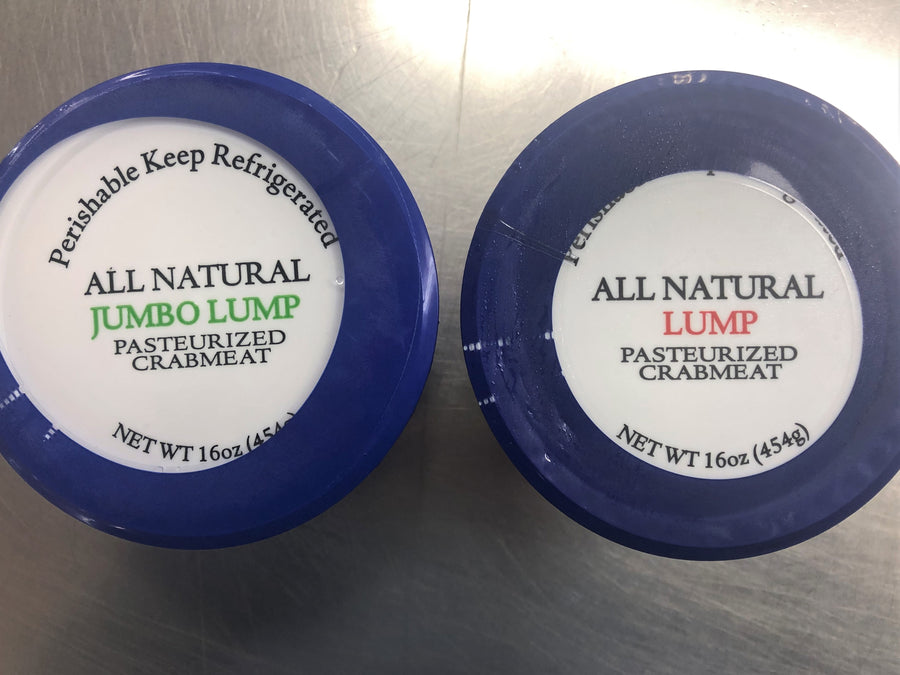 Perishable Keep Refrigerated
ALL NATURAL
JUMBO LUMP
PASTEURIZED
CRABMEAT
NET WT 16oz (454
ALL NATURAL
LUMP
PASTEURIZED
CRABMEAT
NET WT 16oz (454g)